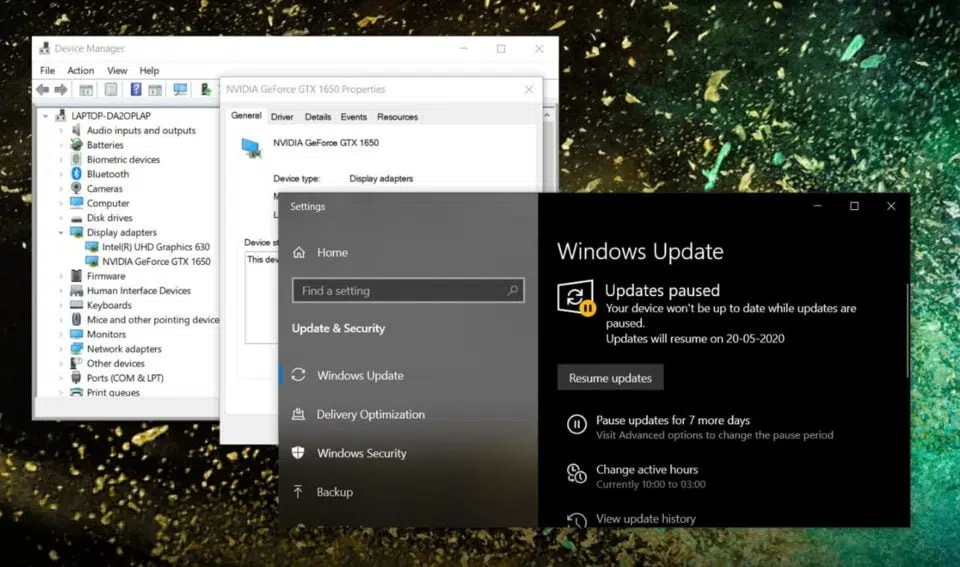 Device Manager
File Action View Help
LAPTOP-DA2OPLAP
Audio inputs and outputs
Batteries
Biometric devices
Bluetooth
Cameras
Computer
Disk drives
Display adapters
Intel(R) UHD Graphics 630
NVIDIA GeForce GTX 1650
Firmware
Human Interface Devices
Keyboards
Mice and other pointing device
Monitors
Network adapters
Other devices
Ports (COM & LPT)
Print queues
NVIDIA GeForce GTX 1650 Properties
General Driver Details Events Resources
NVIDIA GeForce GTX 1650
Device type: Display adapters
Device st
This dev
Settings
Home
Find a setting
Update & Security
Windows Update
Delivery Optimization
Windows Security
Backup
Windows Update
Updates paused
Your device won't be up to date while updates are
paused.
Updates will resume on 20-05-2020
Resume updates
Pause updates for 7 more days
Visit Advanced options to change the pause period
Change active hours
Currently 10:00 to 03:00
View update history